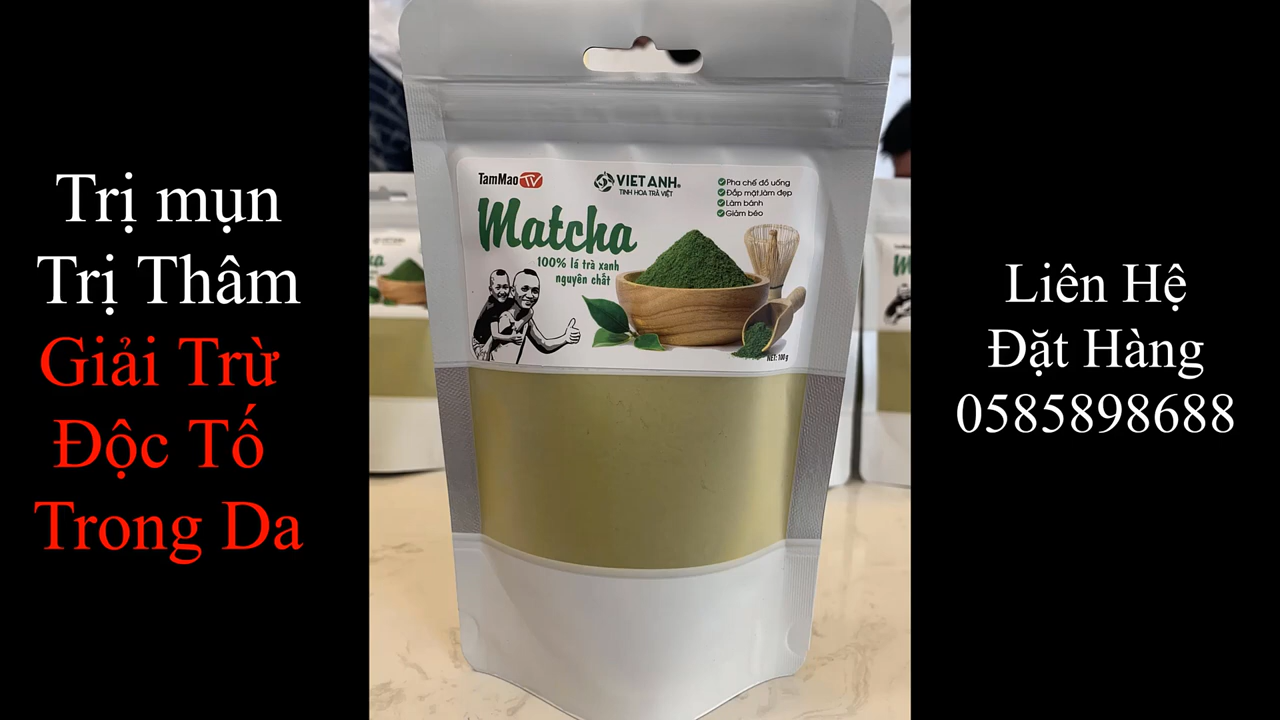 Trị mụn
Trị Thâm
Giải Trừ
Độc Tố
Trong Da
TamMao TV
VIET ANH®
TINH HOA TRÀ VIỆT
Pha chế đồ uống
Đắp mặt,làm đẹp
Làm bánh
Giảm béo
Matcha
100% lá trà xanh
nguyên chất
NET: 100g
Liên Hệ
Đặt Hàng
0585898688